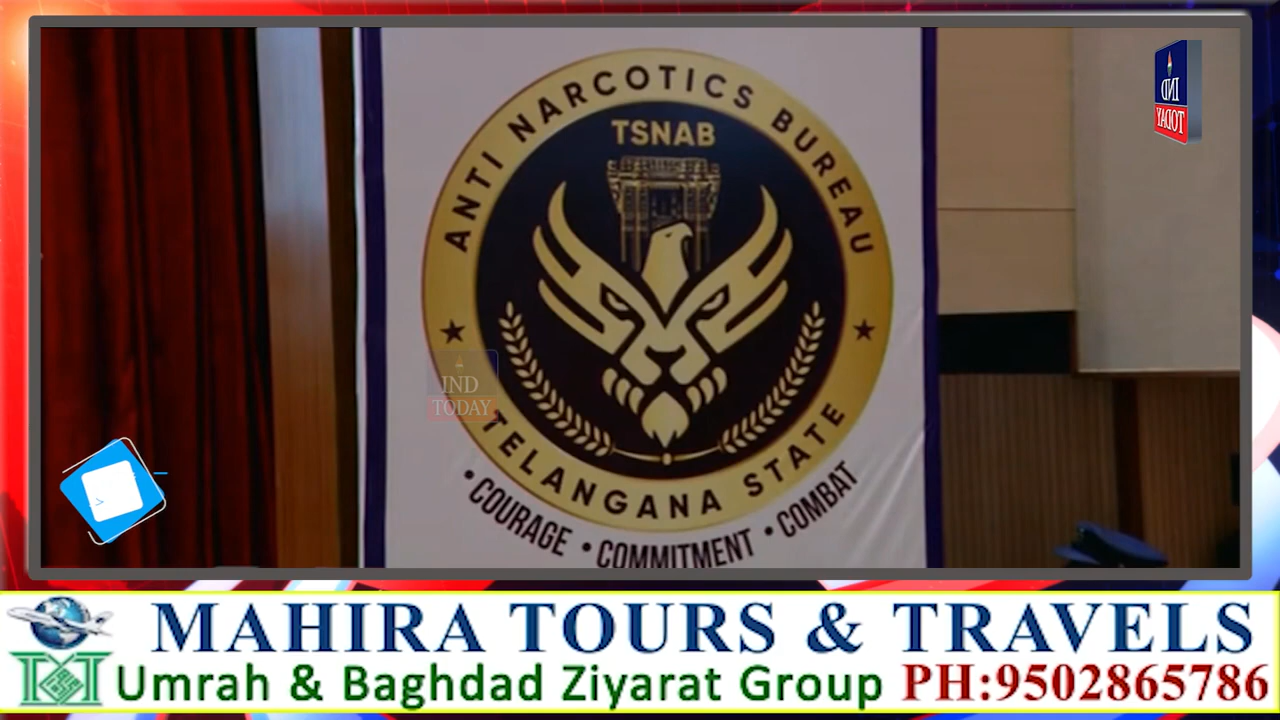 IND
TODAY
ANTI NARCOTICS BUREAU
TSNAB
IND
TODAY
TELANGANA STATE
• COURAGE • COMMITMENT • COMBAT
MAHIRA TOURS & TRAVELS
Umrah & Baghdad Ziyarat Group PH:9502865786